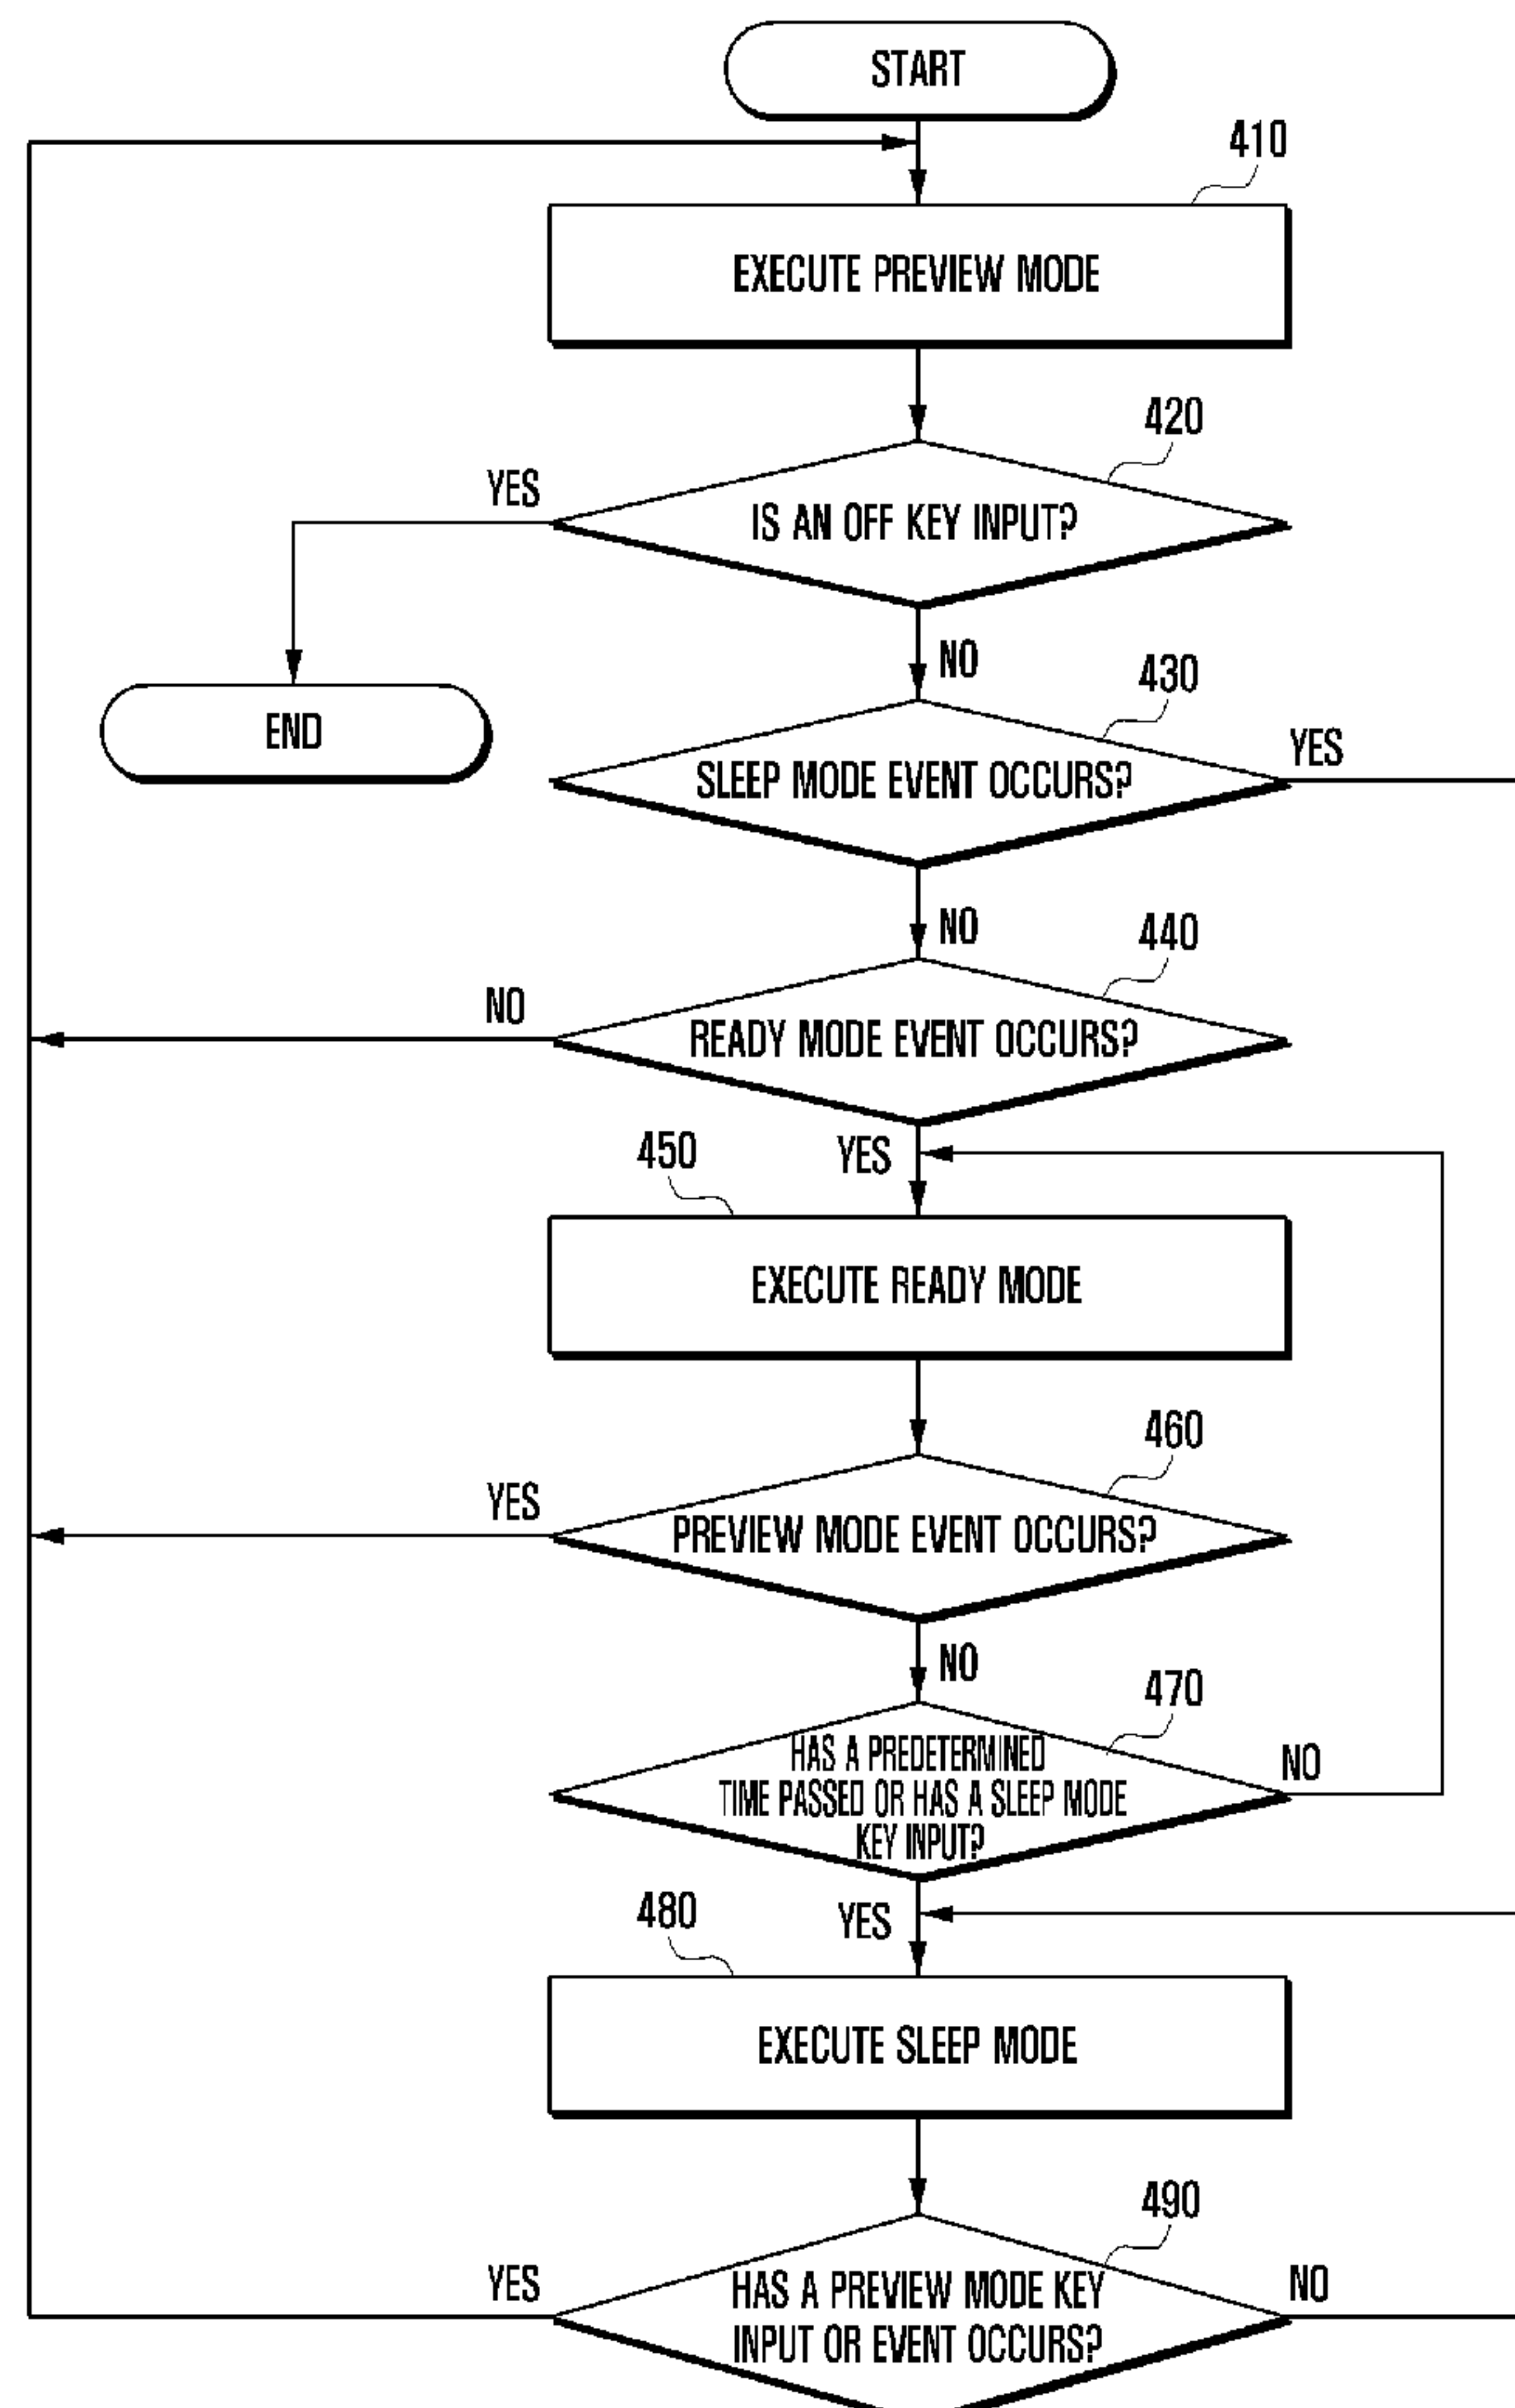 START
410
EXECUTE PREVIEW MODE
420
YES
IS AN OFF KEY INPUT?
NO
430
END
YES
SLEEP MODE EVENT OCCURS?
NO
440
NO
READY MODE EVENT OCCURS?
450
YES
EXECUTE READY MODE
460
YES
PREVIEW MODE EVENT OCCURS?
NO
470
HAS A PREDETERMINED
TIME PASSED OR HAS A SLEEP MODE
KEY INPUT?
NO
480
YES
EXECUTE SLEEP MODE
490
YES
HAS A PREVIEW MODE KEY
INPUT OR EVENT OCCURS?
NO